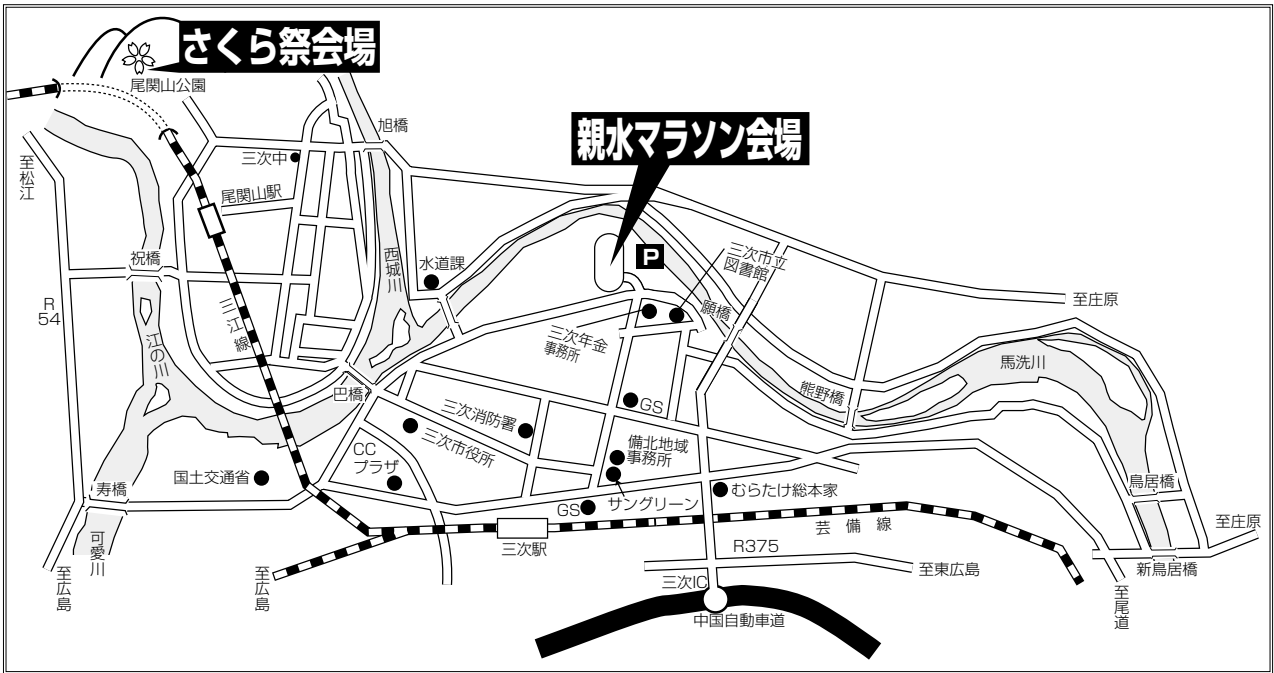 さくら祭会場
尾関山公園
旭橋
親水マラソン会場
至松江
三次中
尾関山駅
祝橋
西城川
水道課
P
三次市立
図書館
R
54
三江線
江の川
願橋
至庄原
三次年金
事務所
馬洗川
巴橋
熊野橋
GS
三次消防署
三次市役所
備北地域
事務所
CC
プラザ
国土交通省
寿橋
サングリーン
むらたけ総本家
鳥居橋
GS
至庄原
可愛川
三次駅
芸備線
R375
至広島
至広島
三次IC
至東広島
新鳥居橋
至尾道
中国自動車道